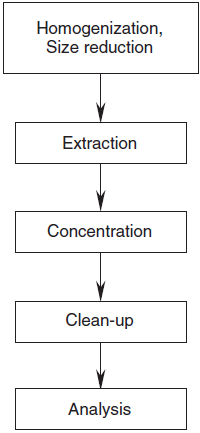 Homogenization,
Size reduction
Extraction
Concentration
Clean-up
Analysis